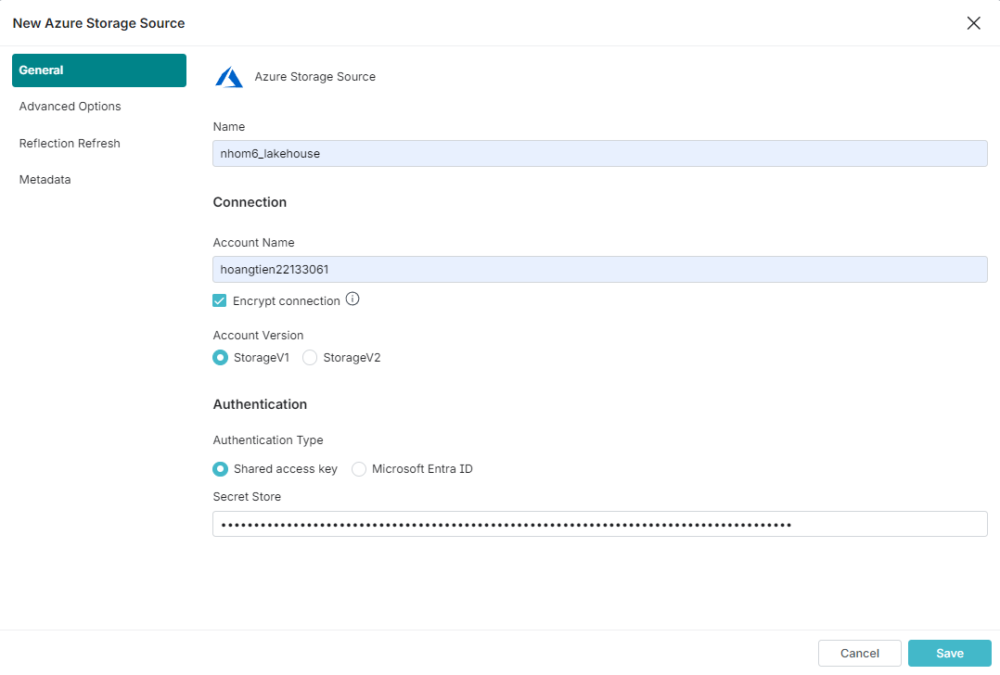 New Azure Storage Source
General
Advanced Options
Reflection Refresh
Metadata
Azure Storage Source
Name
nhom6_lakehouse
Connection
Account Name
hoangtien22133061
Encrypt connection
Account Version
StorageV1 StorageV2
Authentication
Authentication Type
Shared access key Microsoft Entra ID
Secret Store
Cancel Save